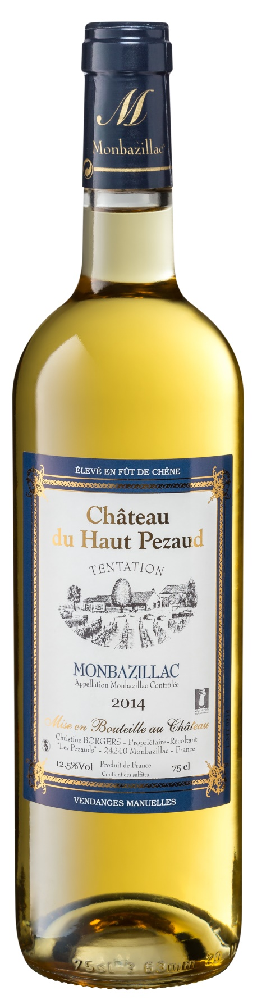 M
Monbazillac
ÉLEVÉ EN FÛT DE CHÊNE
Château
du Haut Pezaud
TENTATION
MONBAZILLAC
Appellation Monbazillac Contrôlée
2014
vigneron
indépendant
Mise en Bouteille au Château
Christine BORGERS - Propriétaire-Récoltant
"Les Pezauds" - 24240 Monbazillac - France
12.5%Vol Produit de France 75 cl
Contient des sulfites
VENDANGES MANUELLES
75cl 63mm